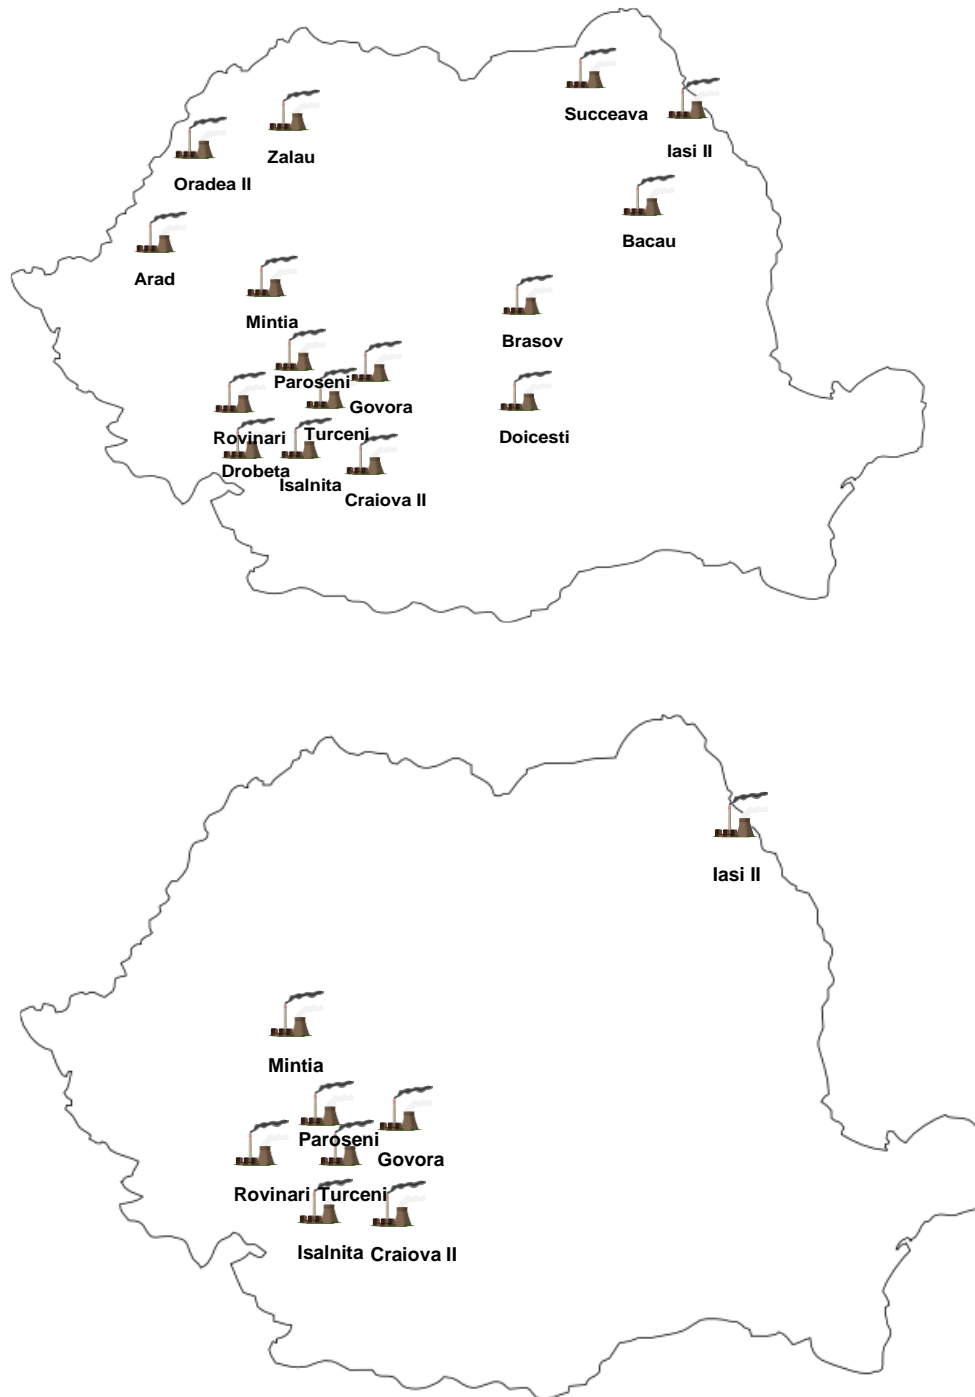 Succeava
Iasi II
Zalau
Oradea II
Bacau
Arad
Mintia
Brasov
Paroseni
Govora
Rovinari
Turceni
Doicesti
Drobeta
Isalnita
Craiova II
Iasi II
Mintia
Paroseni
Govora
Rovinari Turceni
Isalnita
Craiova II